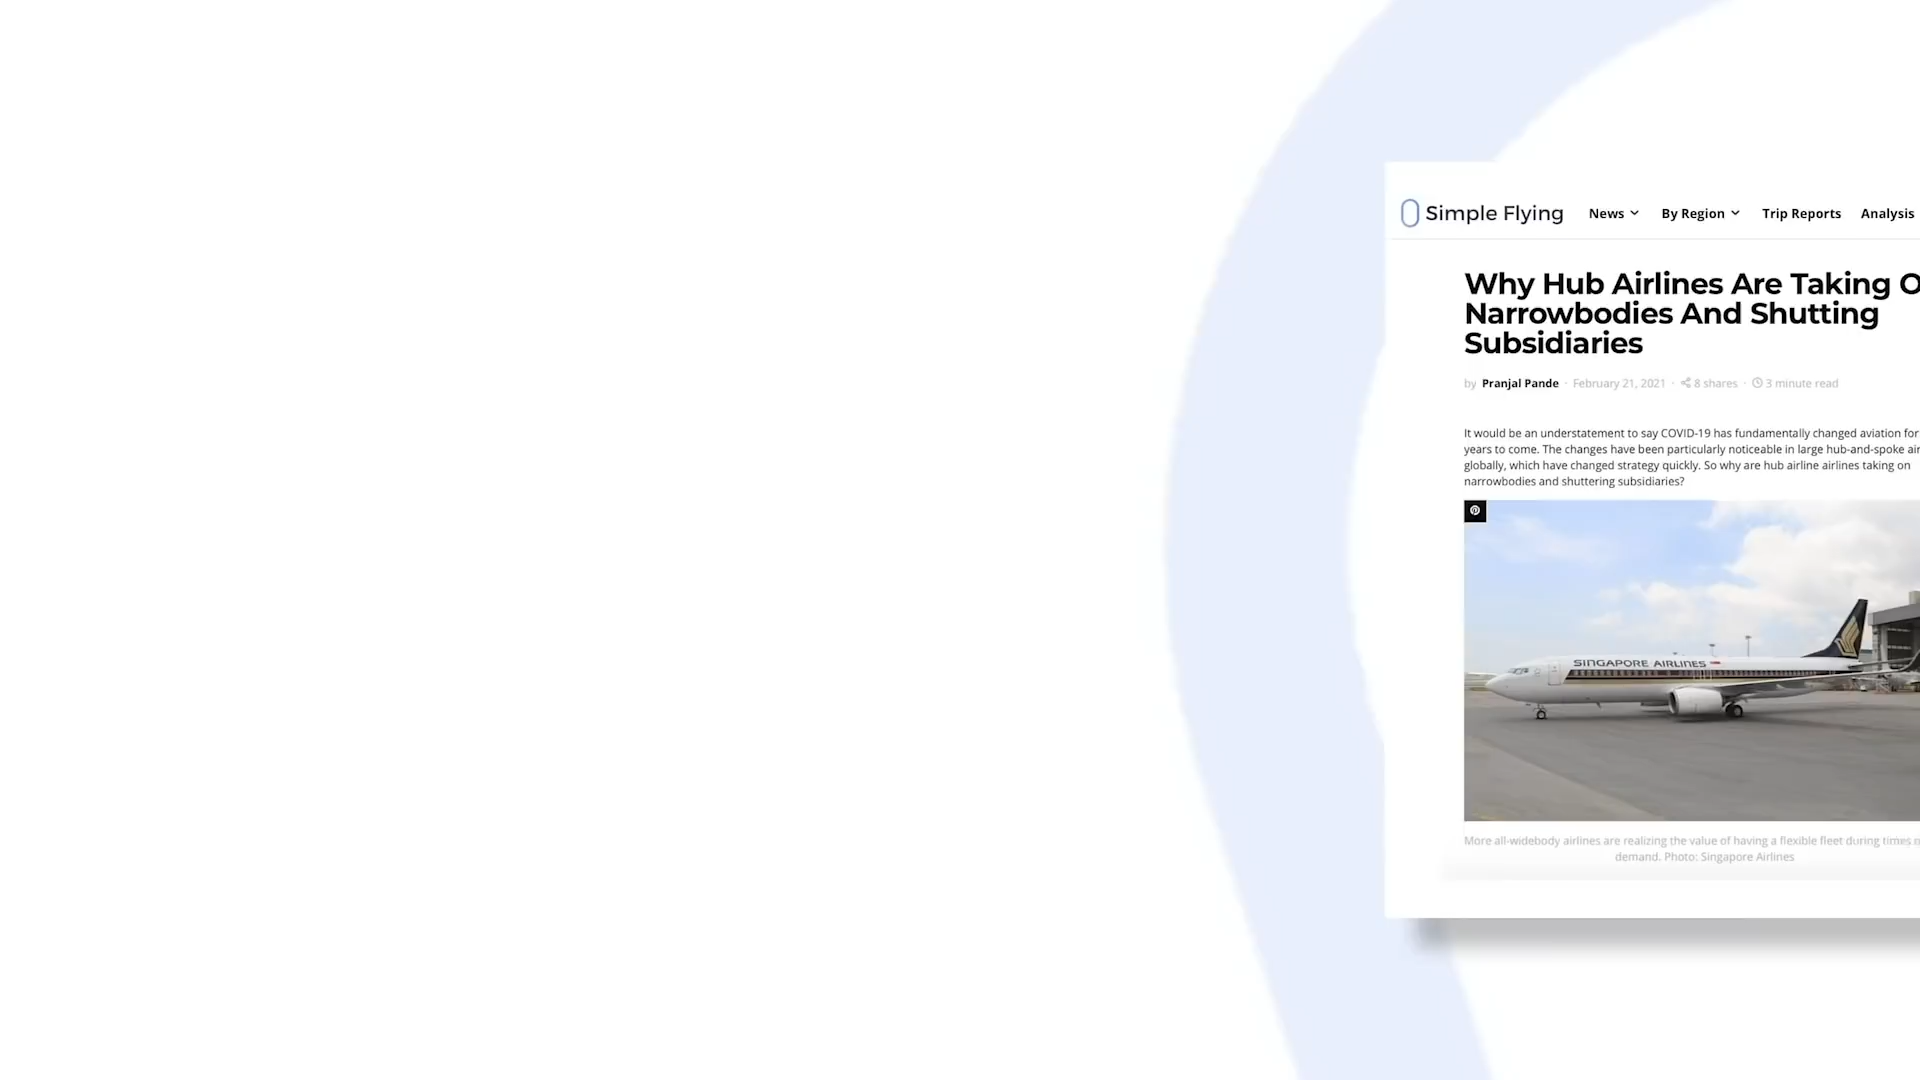 Simple Flying News By Region Trip Reports Analysis
Why Hub Airlines Are Taking
Narrowbodies And Shutting
Subsidiaries
by Pranjal Pande · February 21, 2021 · 8 shares · 3 minute read
It would be an understatement to say COVID-19 has fundamentally changed aviation for
years to come. The changes have been particularly noticeable in large hub-and-spoke
globally, which have changed strategy quickly. So why are hub airline airlines taking on
narrowbodies and shuttering subsidiaries?
SINGAPORE AIRLINES
More all-widebody airlines are realizing the value of having a flexible fleet during times
demand. Photo: Singapore Airlines